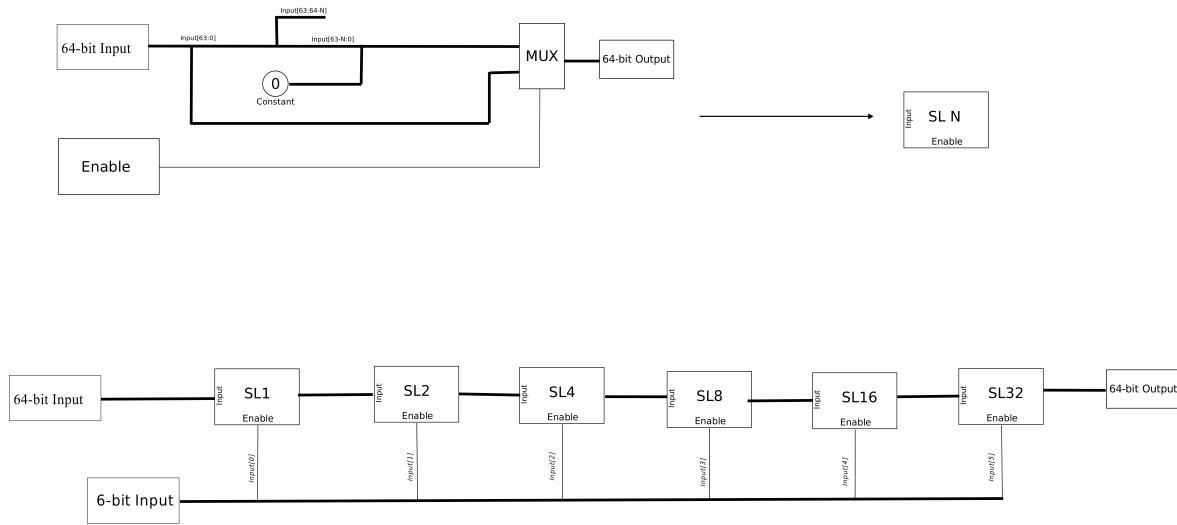 Input[63:64-N]
64-bit Input
Input[63:0]
Input[63-N:0]
MUX
64-bit Output
0
Constant
Enable
Input
SL N
Enable
64-bit Input
Input
SL1
Enable
Input
SL2
Enable
Input
SL4
Enable
Input
SL8
Enable
Input
SL16
Enable
Input
SL32
Enable
64-bit Output
Input[0]
Input[1]
Input[2]
Input[3]
Input[4]
Input[5]
6-bit Input